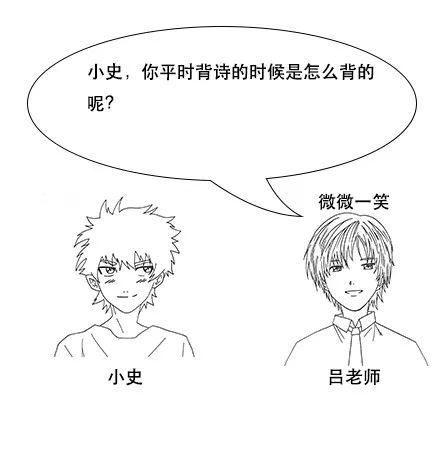 小史，你平时背诗的时候是怎么背的
呢？
微微一笑
小史
吕老师